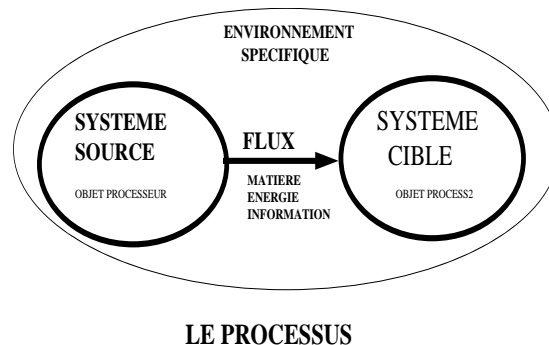 ENVIRONNEMENT
SPECIFIQUE
SYSTEME
SOURCE
OBJET PROCESSEUR
FLUX
MATIERE
ENERGIE
INFORMATION
SYSTEME
CIBLE
OBJET PROCESS2
LE PROCESSUS